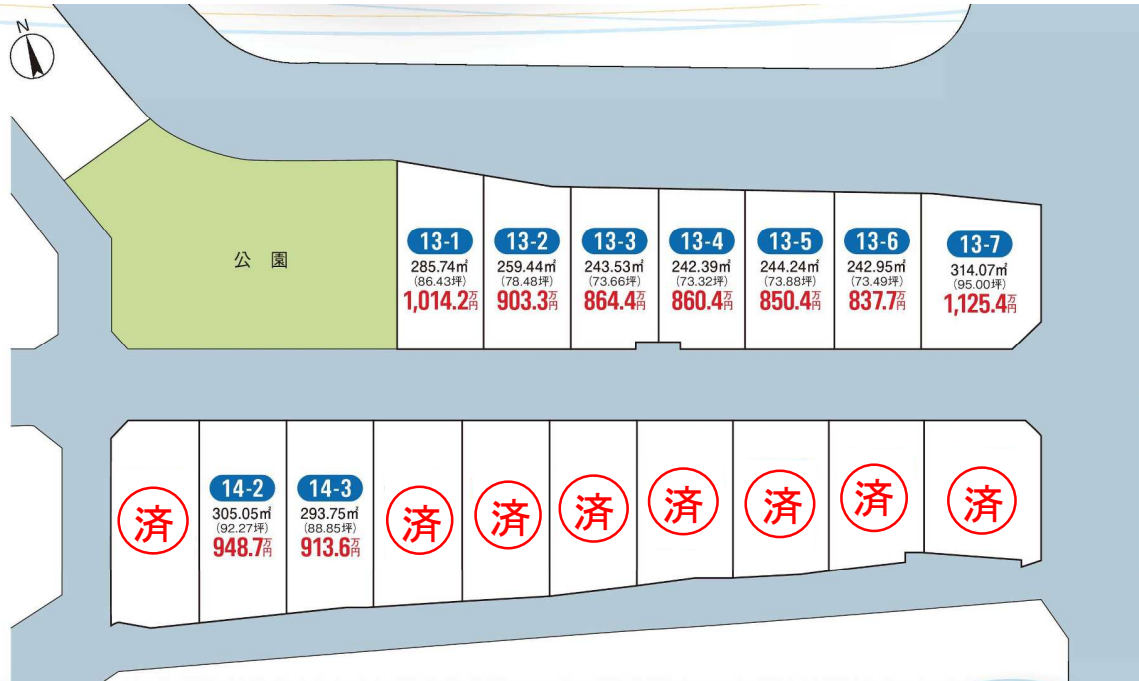 N
公 園
13-1
285.74㎡
(86.43坪)
1,014.2万円
13-2
259.44㎡
(78.48坪)
903.3万円
13-3
243.53㎡
(73.66坪)
864.4万円
13-4
242.39㎡
(73.32坪)
860.4万円
13-5
244.24㎡
(73.88坪)
850.4万円
13-6
242.95㎡
(73.49坪)
837.7万円
13-7
314.07㎡
(95.00坪)
1,125.4万円
済
14-2
305.05㎡
(92.27坪)
948.7万円
14-3
293.75㎡
(88.85坪)
913.6万円
済
済
済
済
済
済
済